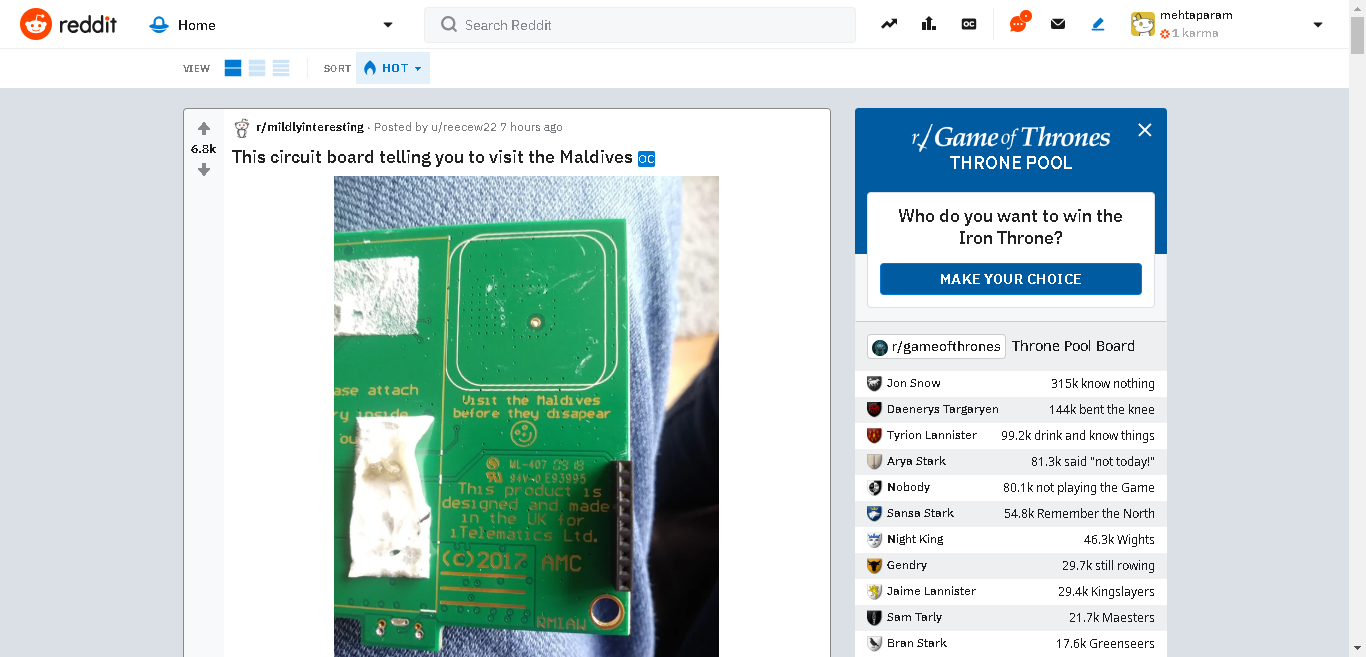 reddit
Home
Search Reddit
OC
mehtaparam
1 karma
VIEW
SORT
HOT
6.8k
r/mildlyinteresting · Posted by u/reecew22 7 hours ago
This circuit board telling you to visit the Maldives OC
ase attach
ry inside
ou
Visit the Maldives
before they disapear
ML-407 09 18
94V-0 E93995
This product is
designed and made
in the UK for
iTelematics Ltd.
(c)2017 AMC
RMIAW
r/Game of Thrones
THRONE POOL
Who do you want to win the
Iron Throne?
MAKE YOUR CHOICE
r/gameofthrones Throne Pool Board
Jon Snow 315k know nothing
Daenerys Targaryen 144k bent the knee
Tyrion Lannister 99.2k drink and know things
Arya Stark 81.3k said "not today!"
Nobody 80.1k not playing the Game
Sansa Stark 54.8k Remember the North
Night King 46.3k Wights
Gendry 29.7k still rowing
Jaime Lannister 29.4k Kingslayers
Sam Tarly 21.7k Maesters
Bran Stark 17.6k Greenseers